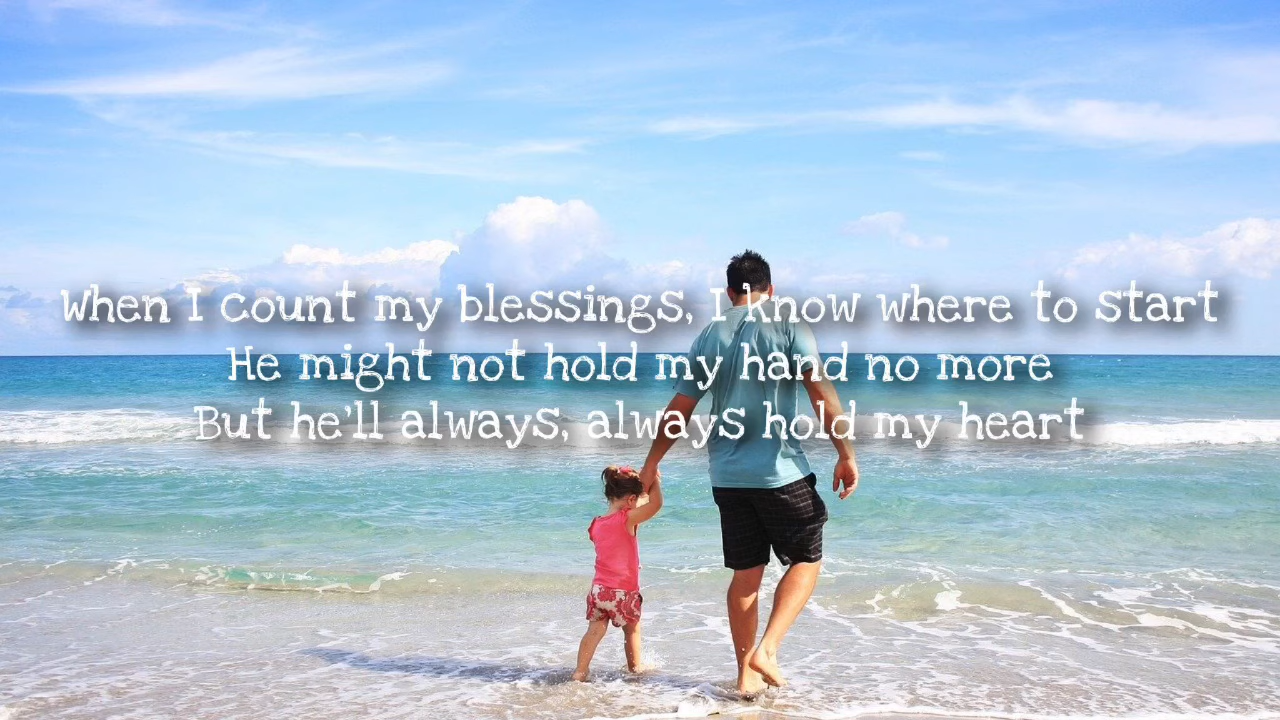 When I count my blessings, I know where to start
He might not hold my hand no more
But he'll always, always hold my heart